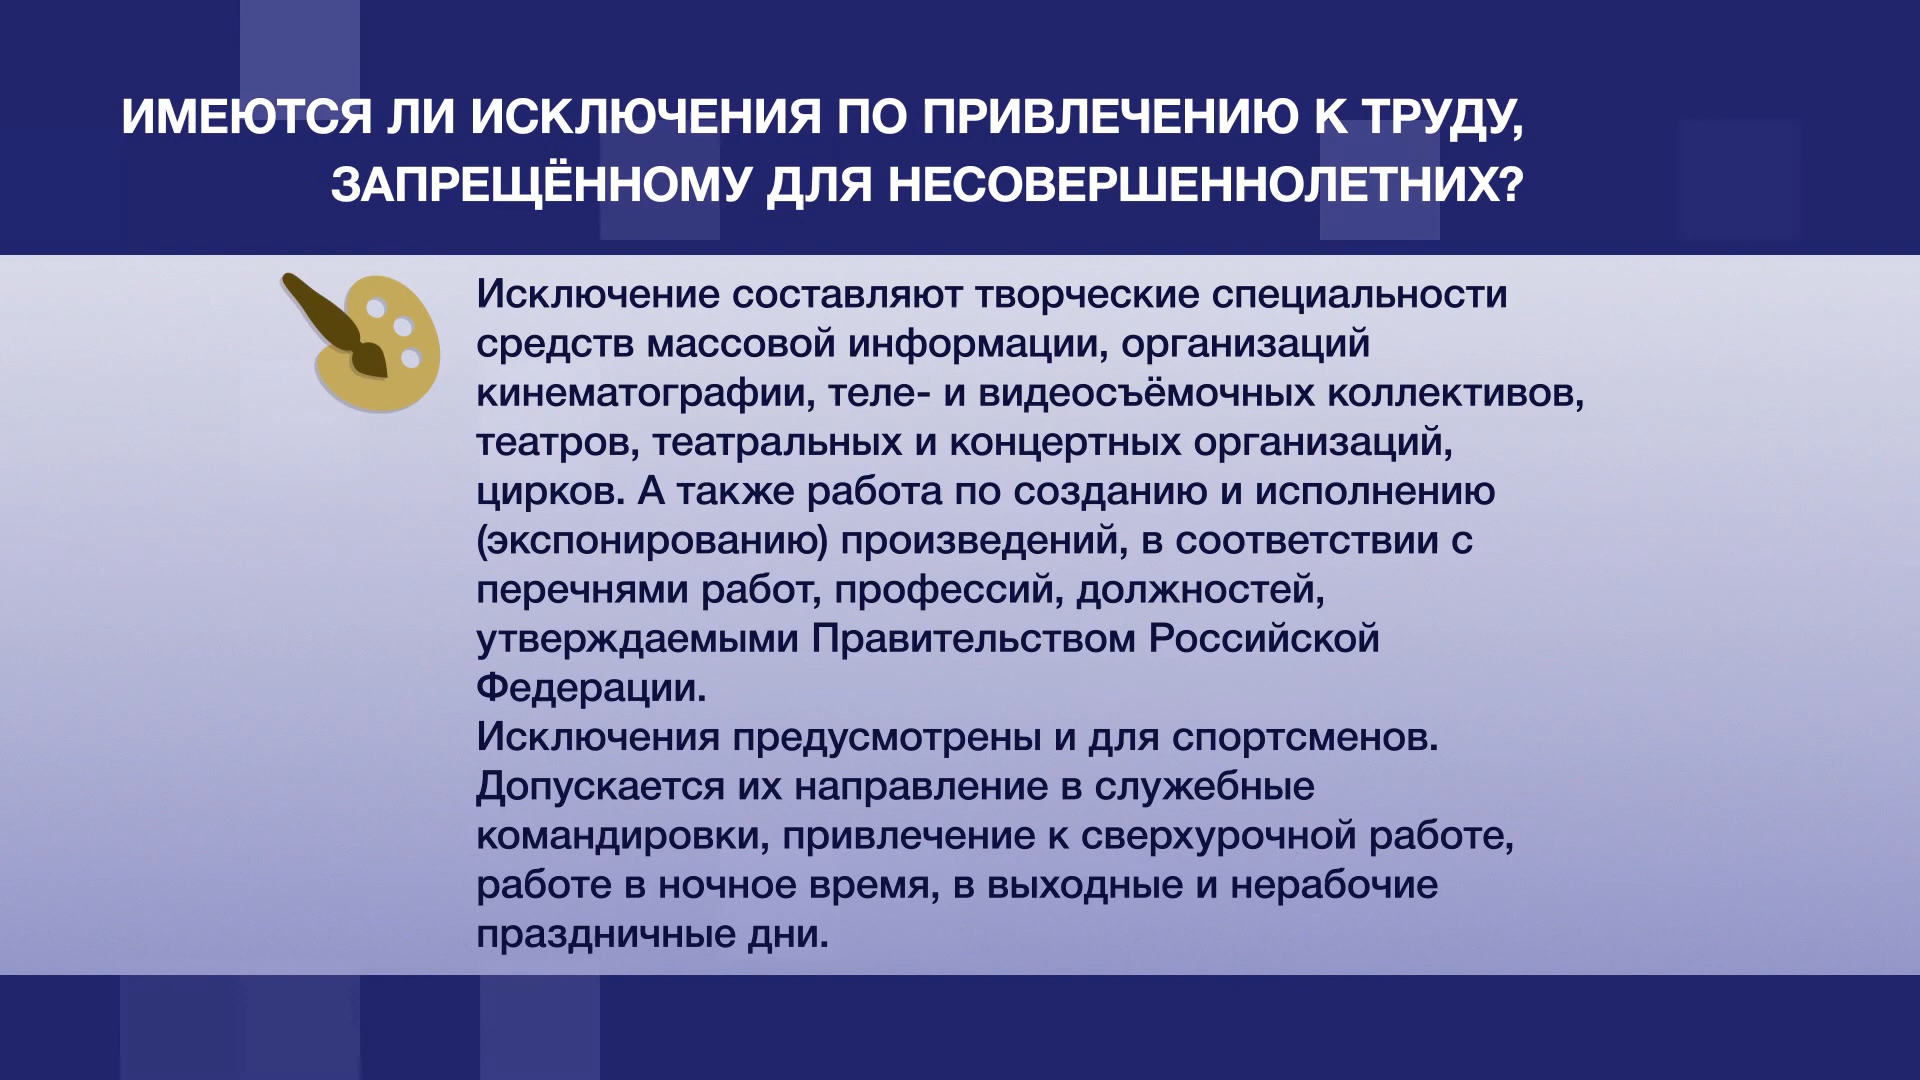 ИМЕЮТСЯ ЛИ ИСКЛЮЧЕНИЯ ПО ПРИВЛЕЧЕНИЮ К ТРУДУ,
ЗАПРЕЩЁННОМУ ДЛЯ НЕСОВЕРШЕННОЛЕТНИХ?
Исключение составляют творческие специальности
средств массовой информации, организаций
кинематографии, теле- и видеосъёмочных коллективов,
театров, театральных и концертных организаций,
цирков. А также работа по созданию и исполнению
(экспонированию) произведений, в соответствии с
перечнями работ, профессий, должностей,
утверждаемыми Правительством Российской
Федерации.
Исключения предусмотрены и для спортсменов.
Допускается их направление в служебные
командировки, привлечение к сверхурочной работе,
работе в ночное время, в выходные и нерабочие
праздничные дни.